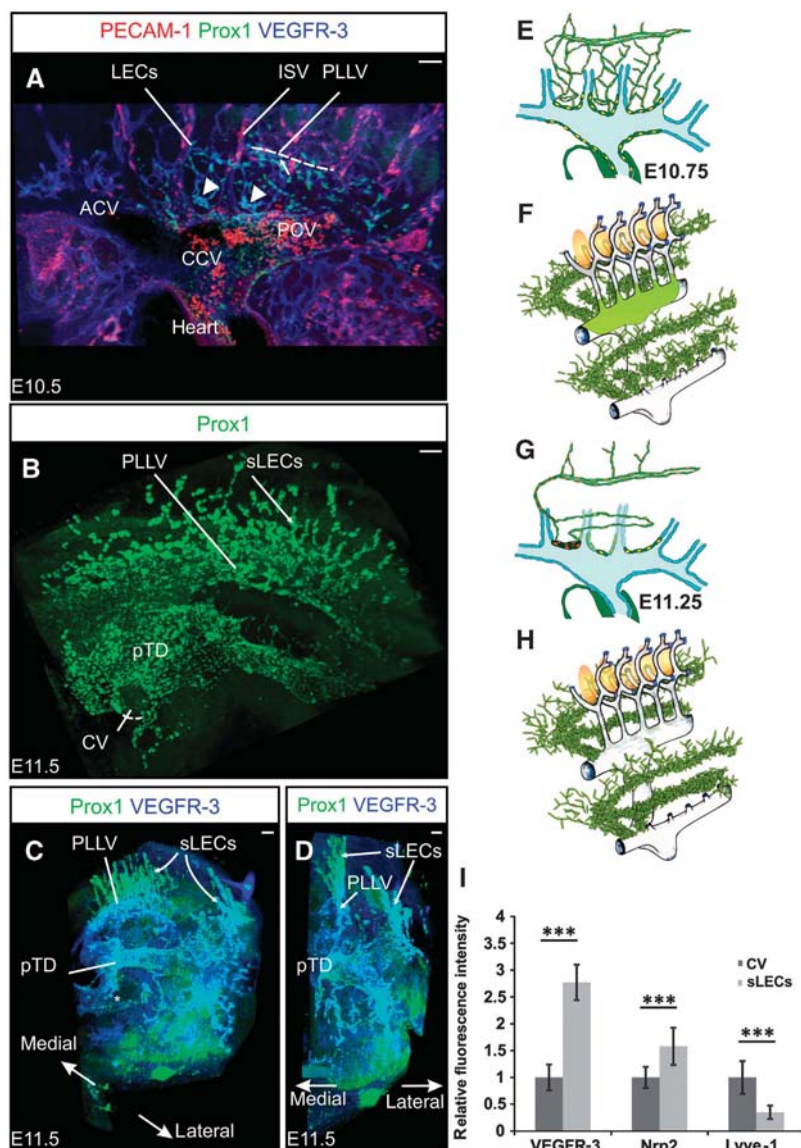 PECAM-1 Prox1 VEGFR-3
A
LECs
ISV
PLLV
ACV
CCV
POV
Heart
E10.5
Prox1
B
PLLV
sLECs
pTD
CV
E11.5
Prox1 VEGFR-3
C
PLLV
sLECs
pTD
*
Medial
Lateral
E11.5
Prox1 VEGFR-3
D
sLECs
PLLV
pTD
Medial
Lateral
E11.5
E
E10.75
F
G
E11.25
H
I
Relative fluorescence intensity
4
3.5
3
2.5
2
1.5
1
0.5
0
***
***
***
CV
sLECs
VEGFR-3
Nrp2
Lyve-1